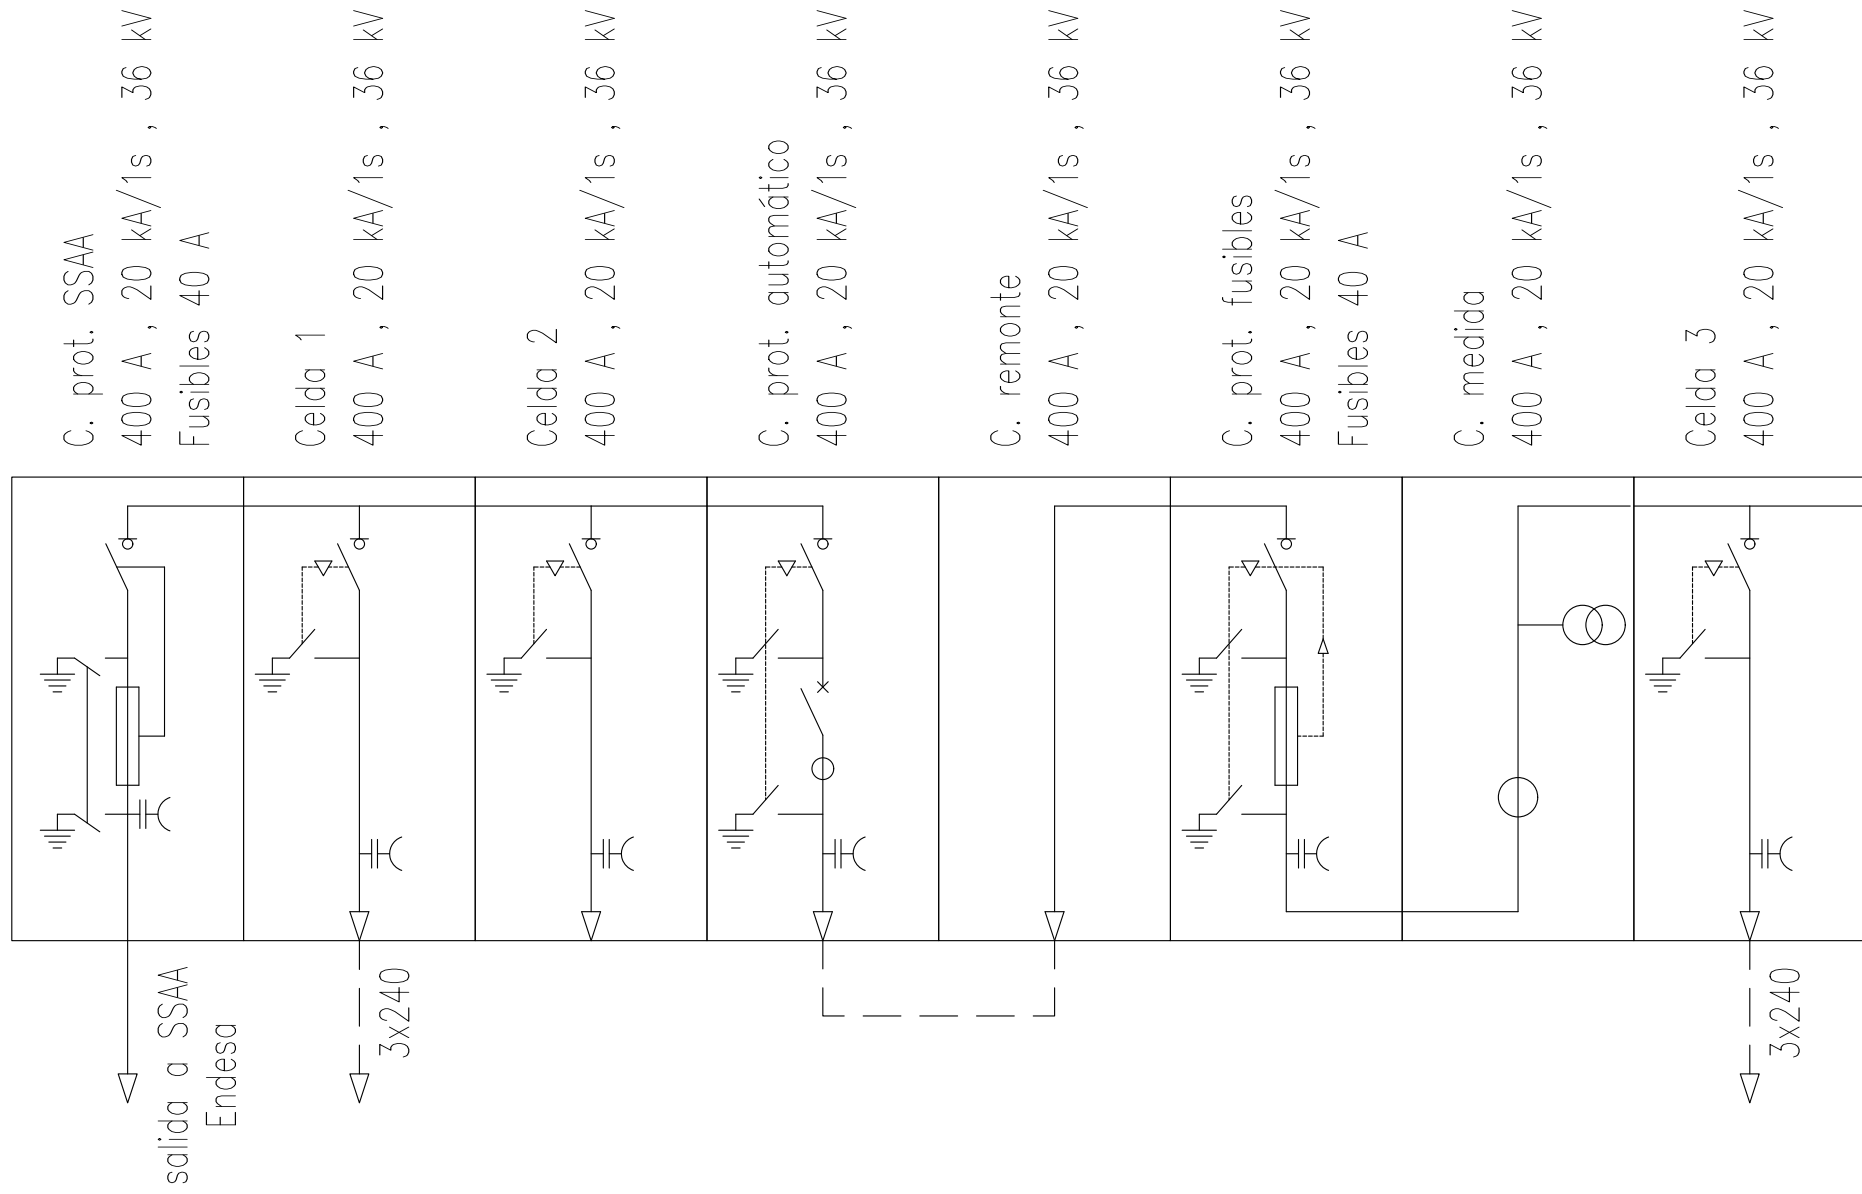 C. prot. SSAA
400 A , 20 kA/1s , 36 kV
Fusibles 40 A
Celda 1
400 A , 20 kA/1s , 36 kV
Celda 2
400 A , 20 kA/1s , 36 kV
C. prot. automático
400 A , 20 kA/1s , 36 kV
C. remonte
400 A , 20 kA/1s , 36 kV
C. prot. fusibles
400 A , 20 kA/1s , 36 kV
Fusibles 40 A
C. medida
400 A , 20 kA/1s , 36 kV
Celda 3
400 A , 20 kA/1s , 36 kV
salida a SSAA
Endesa
3x240
3x240